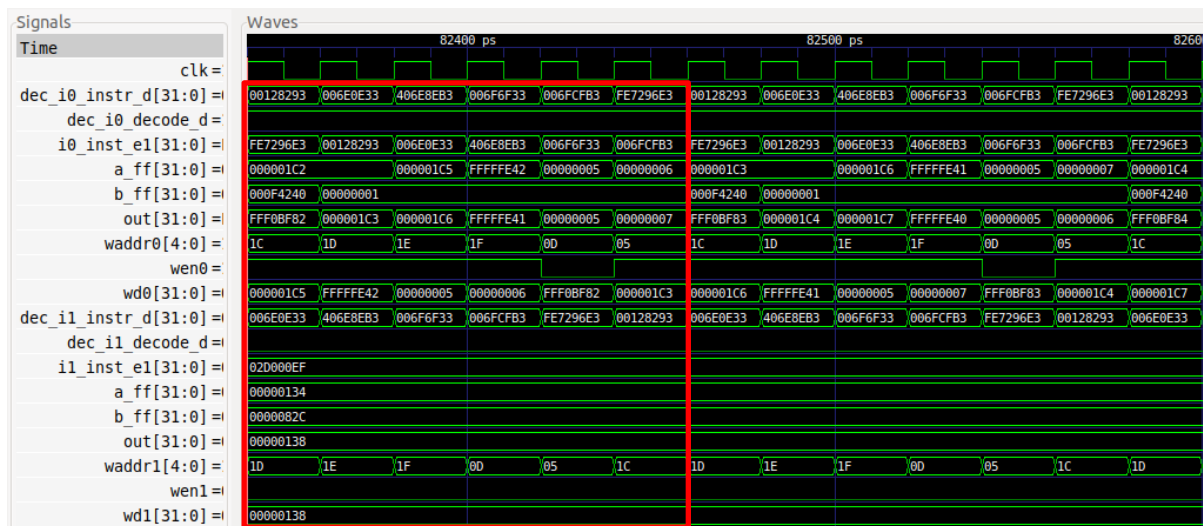 Signals Waves
Time 82400 ps 82500 ps 8260
clk=
dec_i0_instr_d[31:0]= 00128293 006E0E33 406E8EB3 006F6F33 006FCFB3 FE7296E3 00128293 006E0E33 406E8EB3 006F6F33 006FCFB3 FE7296E3 00128293
dec_i0_decode_d=
i0_inst_e1[31:0]= FE7296E3 00128293 006E0E33 406E8EB3 006F6F33 006FCFB3 FE7296E3 00128293 006E0E33 406E8EB3 006F6F33 006FCFB3 FE7296E3
a_ff[31:0]= 000001C2 000001C5 FFFFFE42 00000005 00000006 000001C3 000001C6 FFFFFE41 00000005 00000007 000001C4
b_ff[31:0]= 000F4240 00000001 000F4240 00000001 000F4240
out[31:0]= FFF0BF82 000001C3 000001C6 FFFFFE41 00000005 00000007 FFF0BF83 000001C4 000001C7 FFFFFE40 00000005 00000006 FFF0BF84
waddr0[4:0]= 1C 1D 1E 1F 0D 05 1C 1D 1E 1F 0D 05 1C
wen0=
wd0[31:0]= 000001C5 FFFFFE42 00000005 00000006 FFF0BF82 000001C3 000001C6 FFFFFE41 00000005 00000007 FFF0BF83 000001C4 000001C7
dec_i1_instr_d[31:0]= 006E0E33 406E8EB3 006F6F33 006FCFB3 FE7296E3 00128293 006E0E33 406E8EB3 006F6F33 006FCFB3 FE7296E3 00128293 006E0E33
dec_i1_decode_d=
i1_inst_e1[31:0]= 02D000EF
a_ff[31:0]= 00000134
b_ff[31:0]= 0000082C
out[31:0]= 00000138
waddr1[4:0]= 1D 1E 1F 0D 05 1C 1D 1E 1F 0D 05 1C 1D
wen1=
wd1[31:0]= 00000138